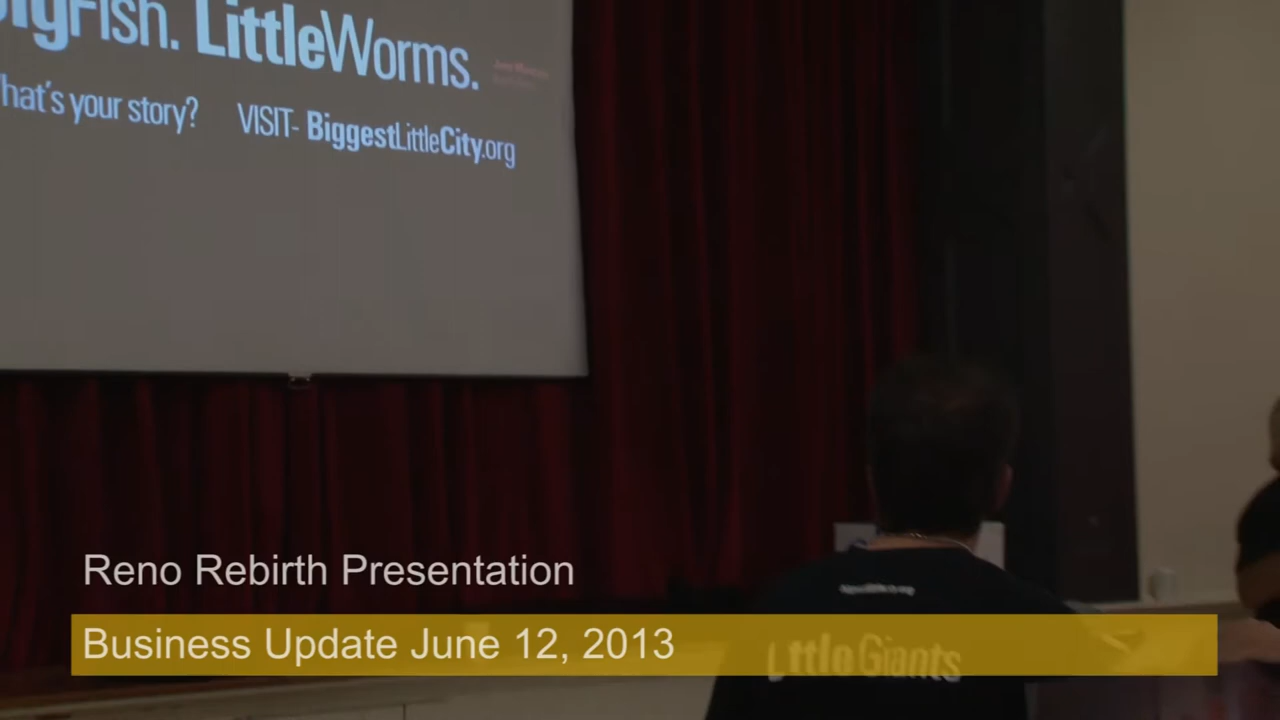 Fish. LittleWorms.
hat's your story? VISIT- BiggestLittleCity.org
Reno Rebirth Presentation
Business Update June 12, 2013
LittleGiants